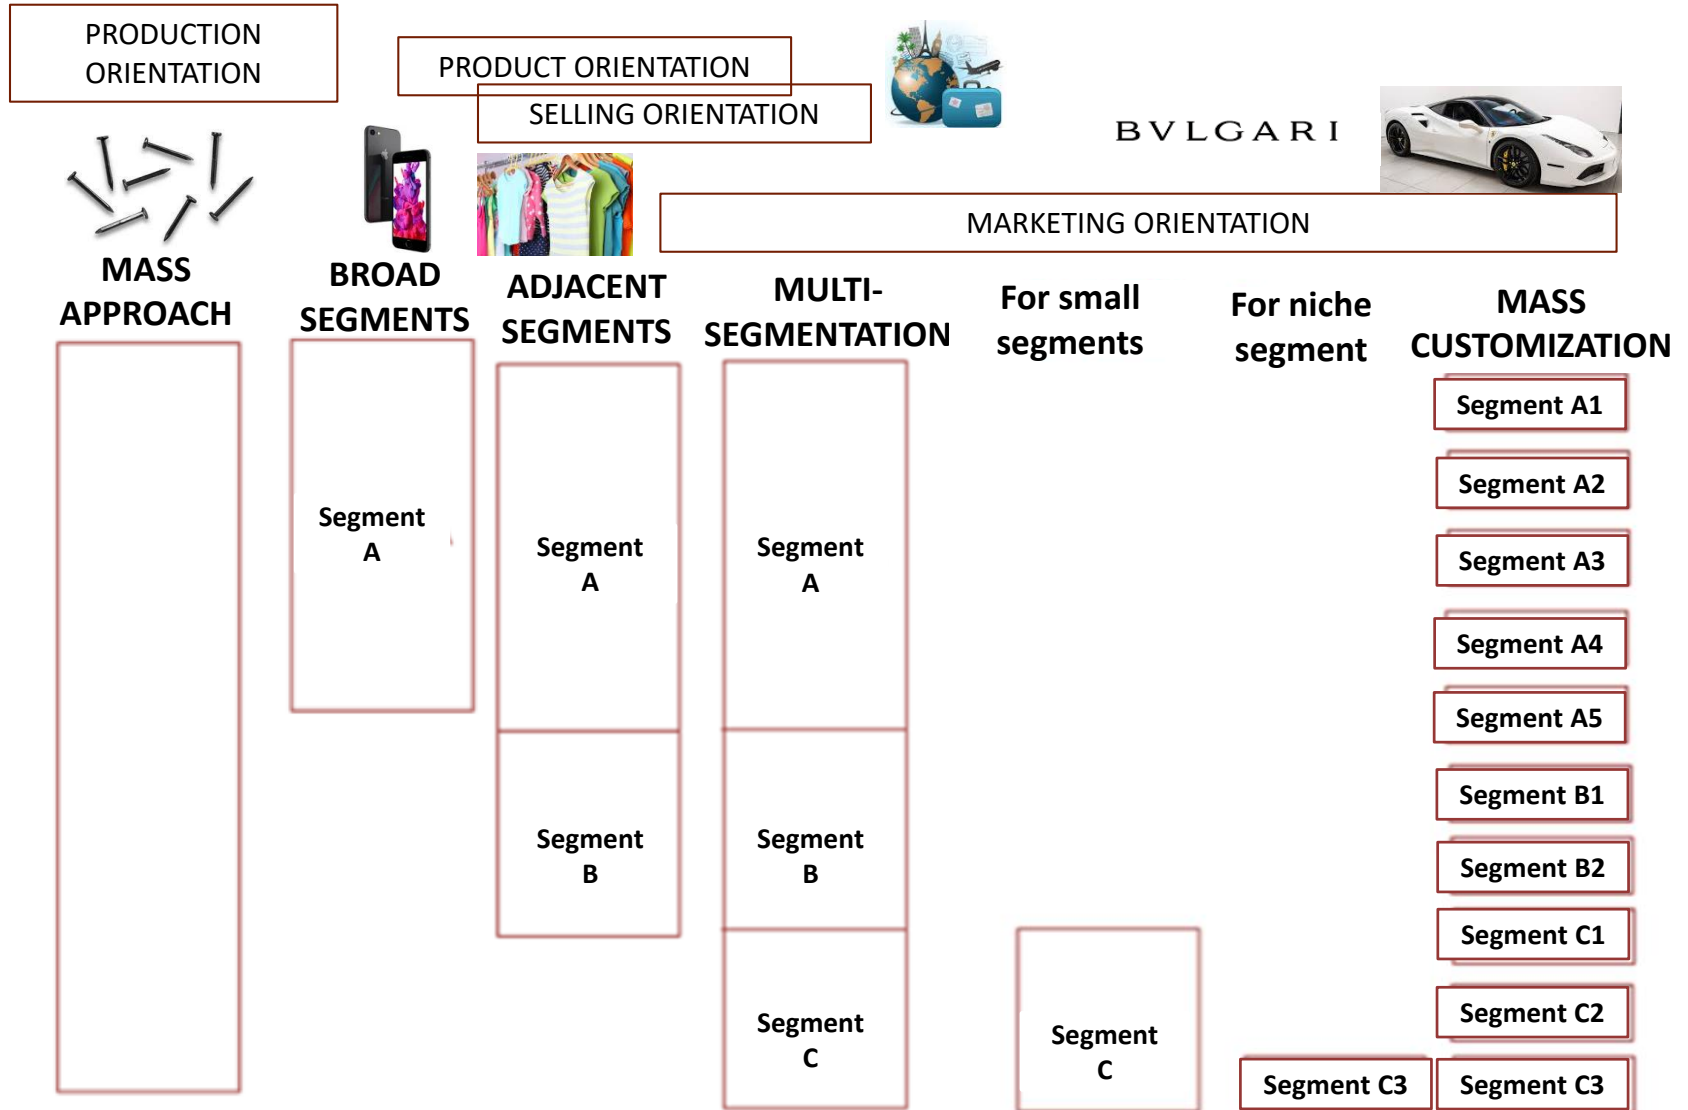 PRODUCTION
ORIENTATION
PRODUCT ORIENTATION
SELLING ORIENTATION
BVLGARI
MARKETING ORIENTATION
MASS
APPROACH
BROAD
SEGMENTS
ADJACENT
SEGMENTS
MULTI-
SEGMENTATION
For small
segments
For niche
segment
MASS
CUSTOMIZATION
Segment
A
Segment
A
Segment
B
Segment
A
Segment
B
Segment
C
Segment
C
Segment C3
Segment A1
Segment A2
Segment A3
Segment A4
Segment A5
Segment B1
Segment B2
Segment C1
Segment C2
Segment C3